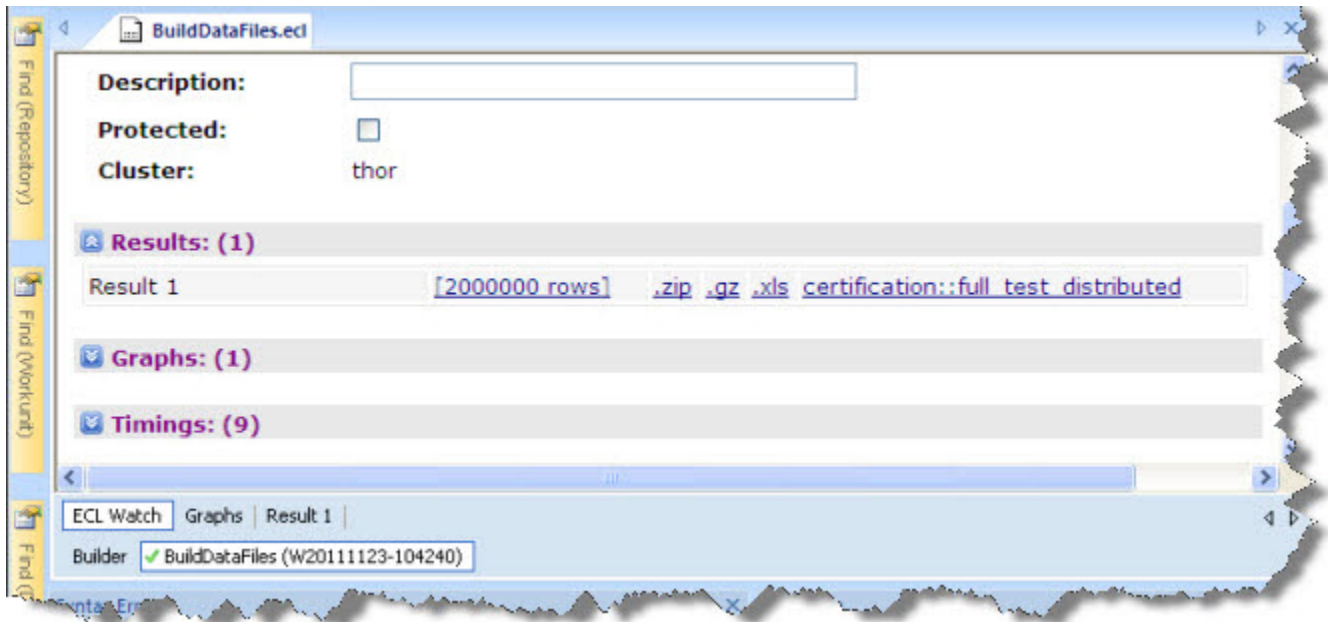 BuildDataFiles.ecl
Find (Repository)
Description:
Protected:
Cluster: thor
Results: (1)
Result 1 [2000000 rows] .zip .gz .xls certification::full_test_distributed
Find (Workunit)
Graphs: (1)
Timings: (9)
ECL Watch Graphs Result 1
Builder BuildDataFiles (W20111123-104240)
Find